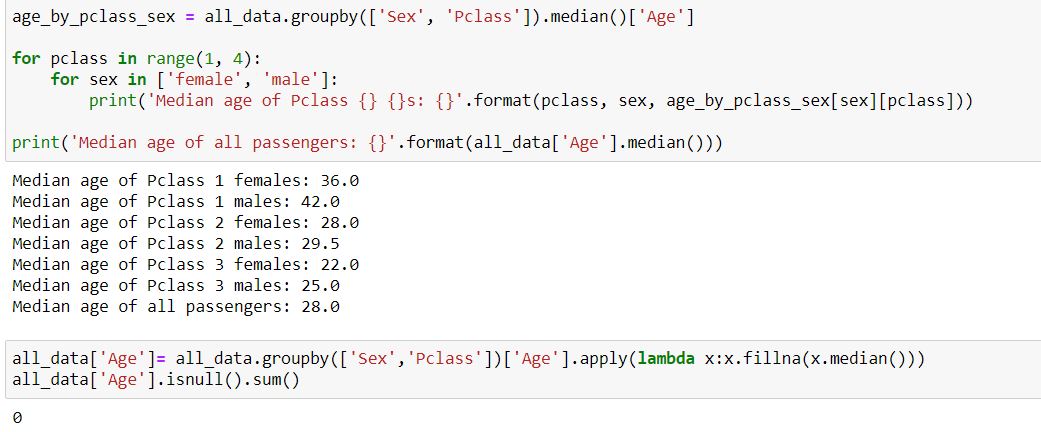 age_by_pclass_sex = all_data.groupby(['Sex', 'Pclass']).median()['Age']
for pclass in range(1, 4):
    for sex in ['female', 'male']:
        print('Median age of Pclass {} {}s: {}'.format(pclass, sex, age_by_pclass_sex[sex][pclass]))
print('Median age of all passengers: {}'.format(all_data['Age'].median()))
Median age of Pclass 1 females: 36.0
Median age of Pclass 1 males: 42.0
Median age of Pclass 2 females: 28.0
Median age of Pclass 2 males: 29.5
Median age of Pclass 3 females: 22.0
Median age of Pclass 3 males: 25.0
Median age of all passengers: 28.0
all_data['Age']= all_data.groupby(['Sex','Pclass'])['Age'].apply(lambda x:x.fillna(x.median()))
all_data['Age'].isnull().sum()
0